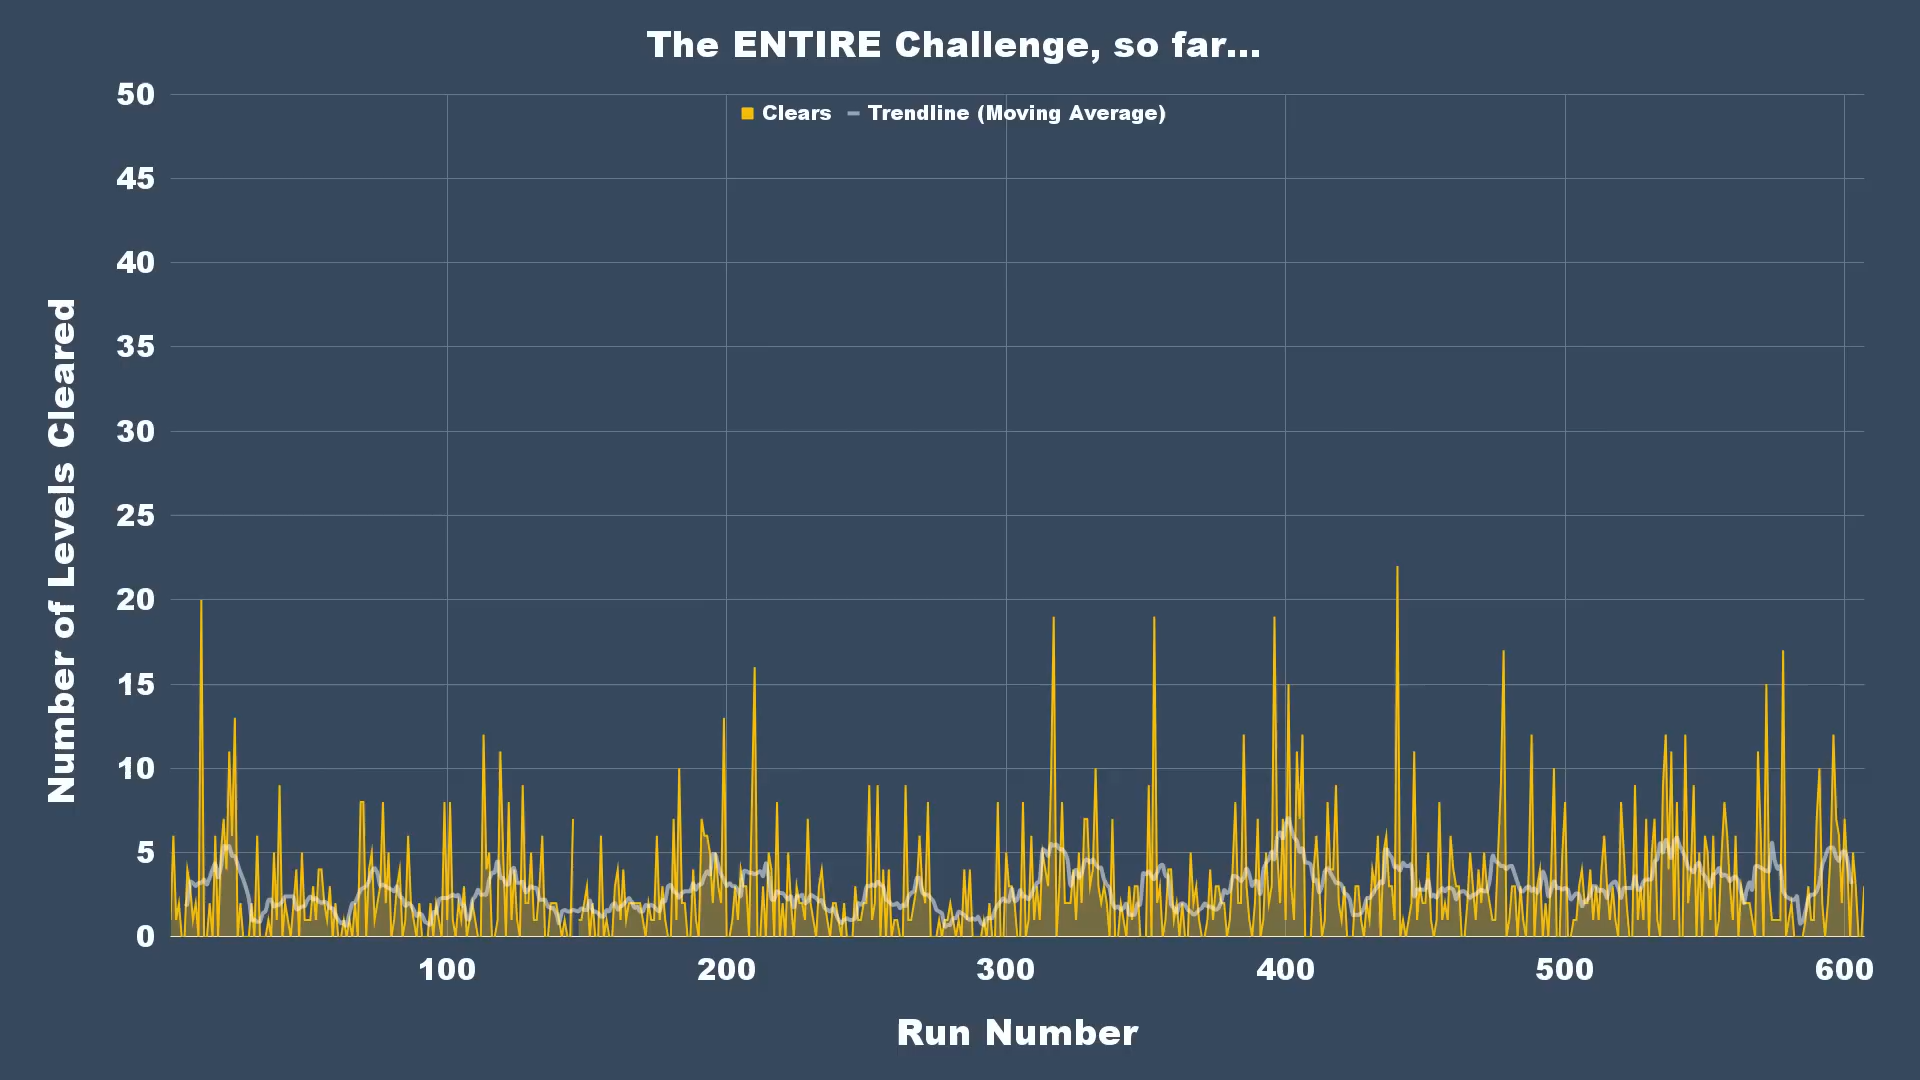 The ENTIRE Challenge, so far...
Clears Trendline (Moving Average)
Number of Levels Cleared
50
45
40
35
30
25
20
15
10
5
0
100 200 300 400 500 600
Run Number